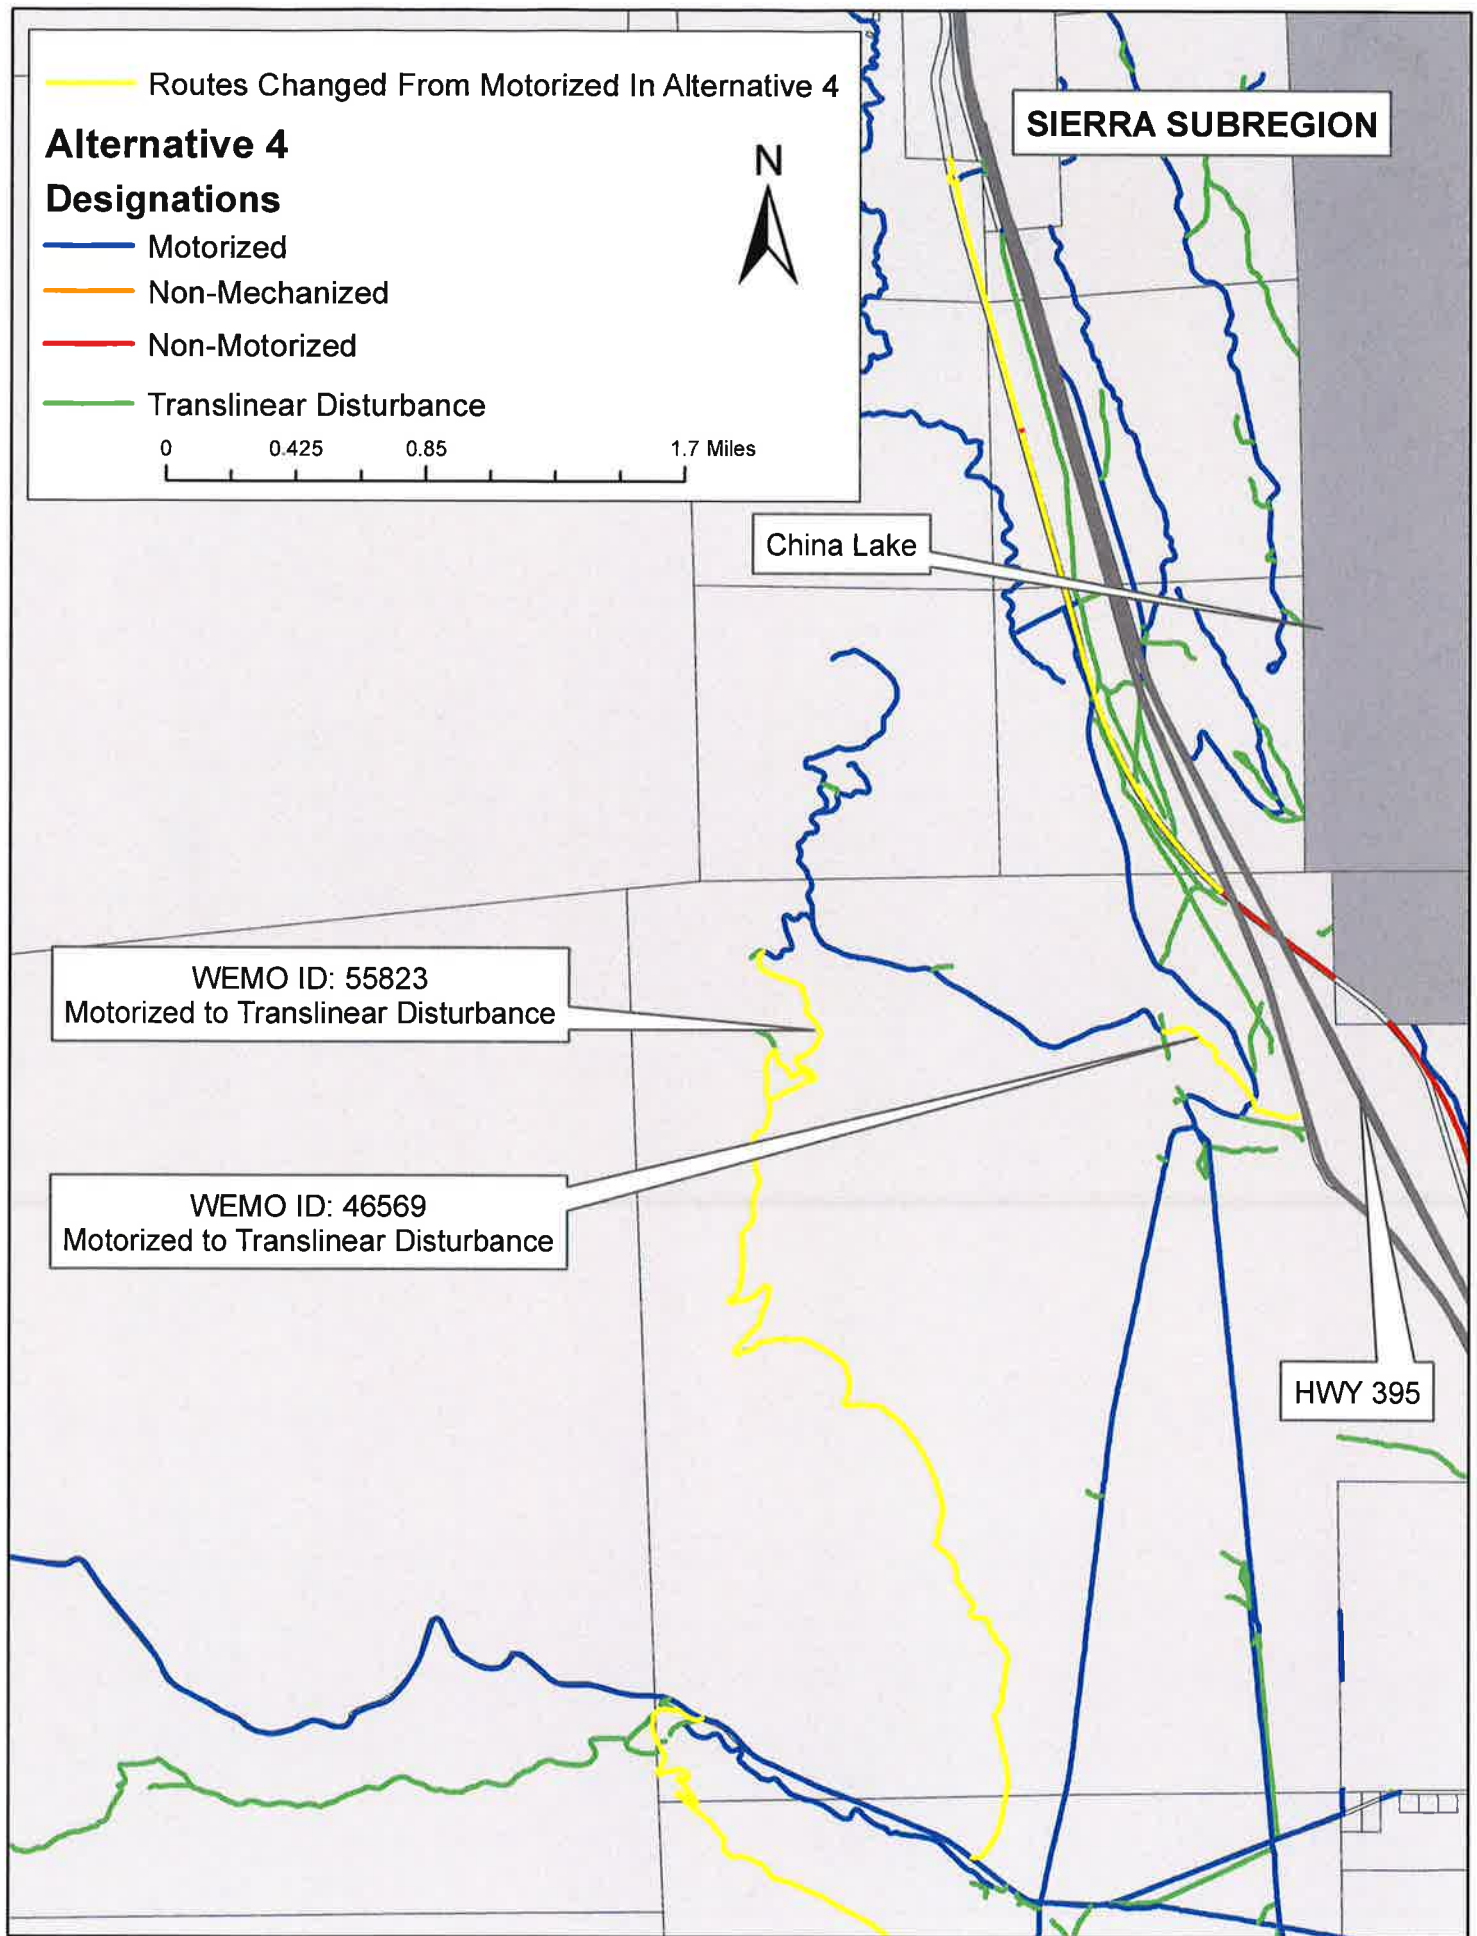 Routes Changed From Motorized In Alternative 4
Alternative 4
Designations
Motorized
Non-Mechanized
Non-Motorized
Translinear Disturbance
0 0.425 0.85 1.7 Miles
N
SIERRA SUBREGION
China Lake
WEMO ID: 55823
Motorized to Translinear Disturbance
WEMO ID: 46569
Motorized to Translinear Disturbance
HWY 395